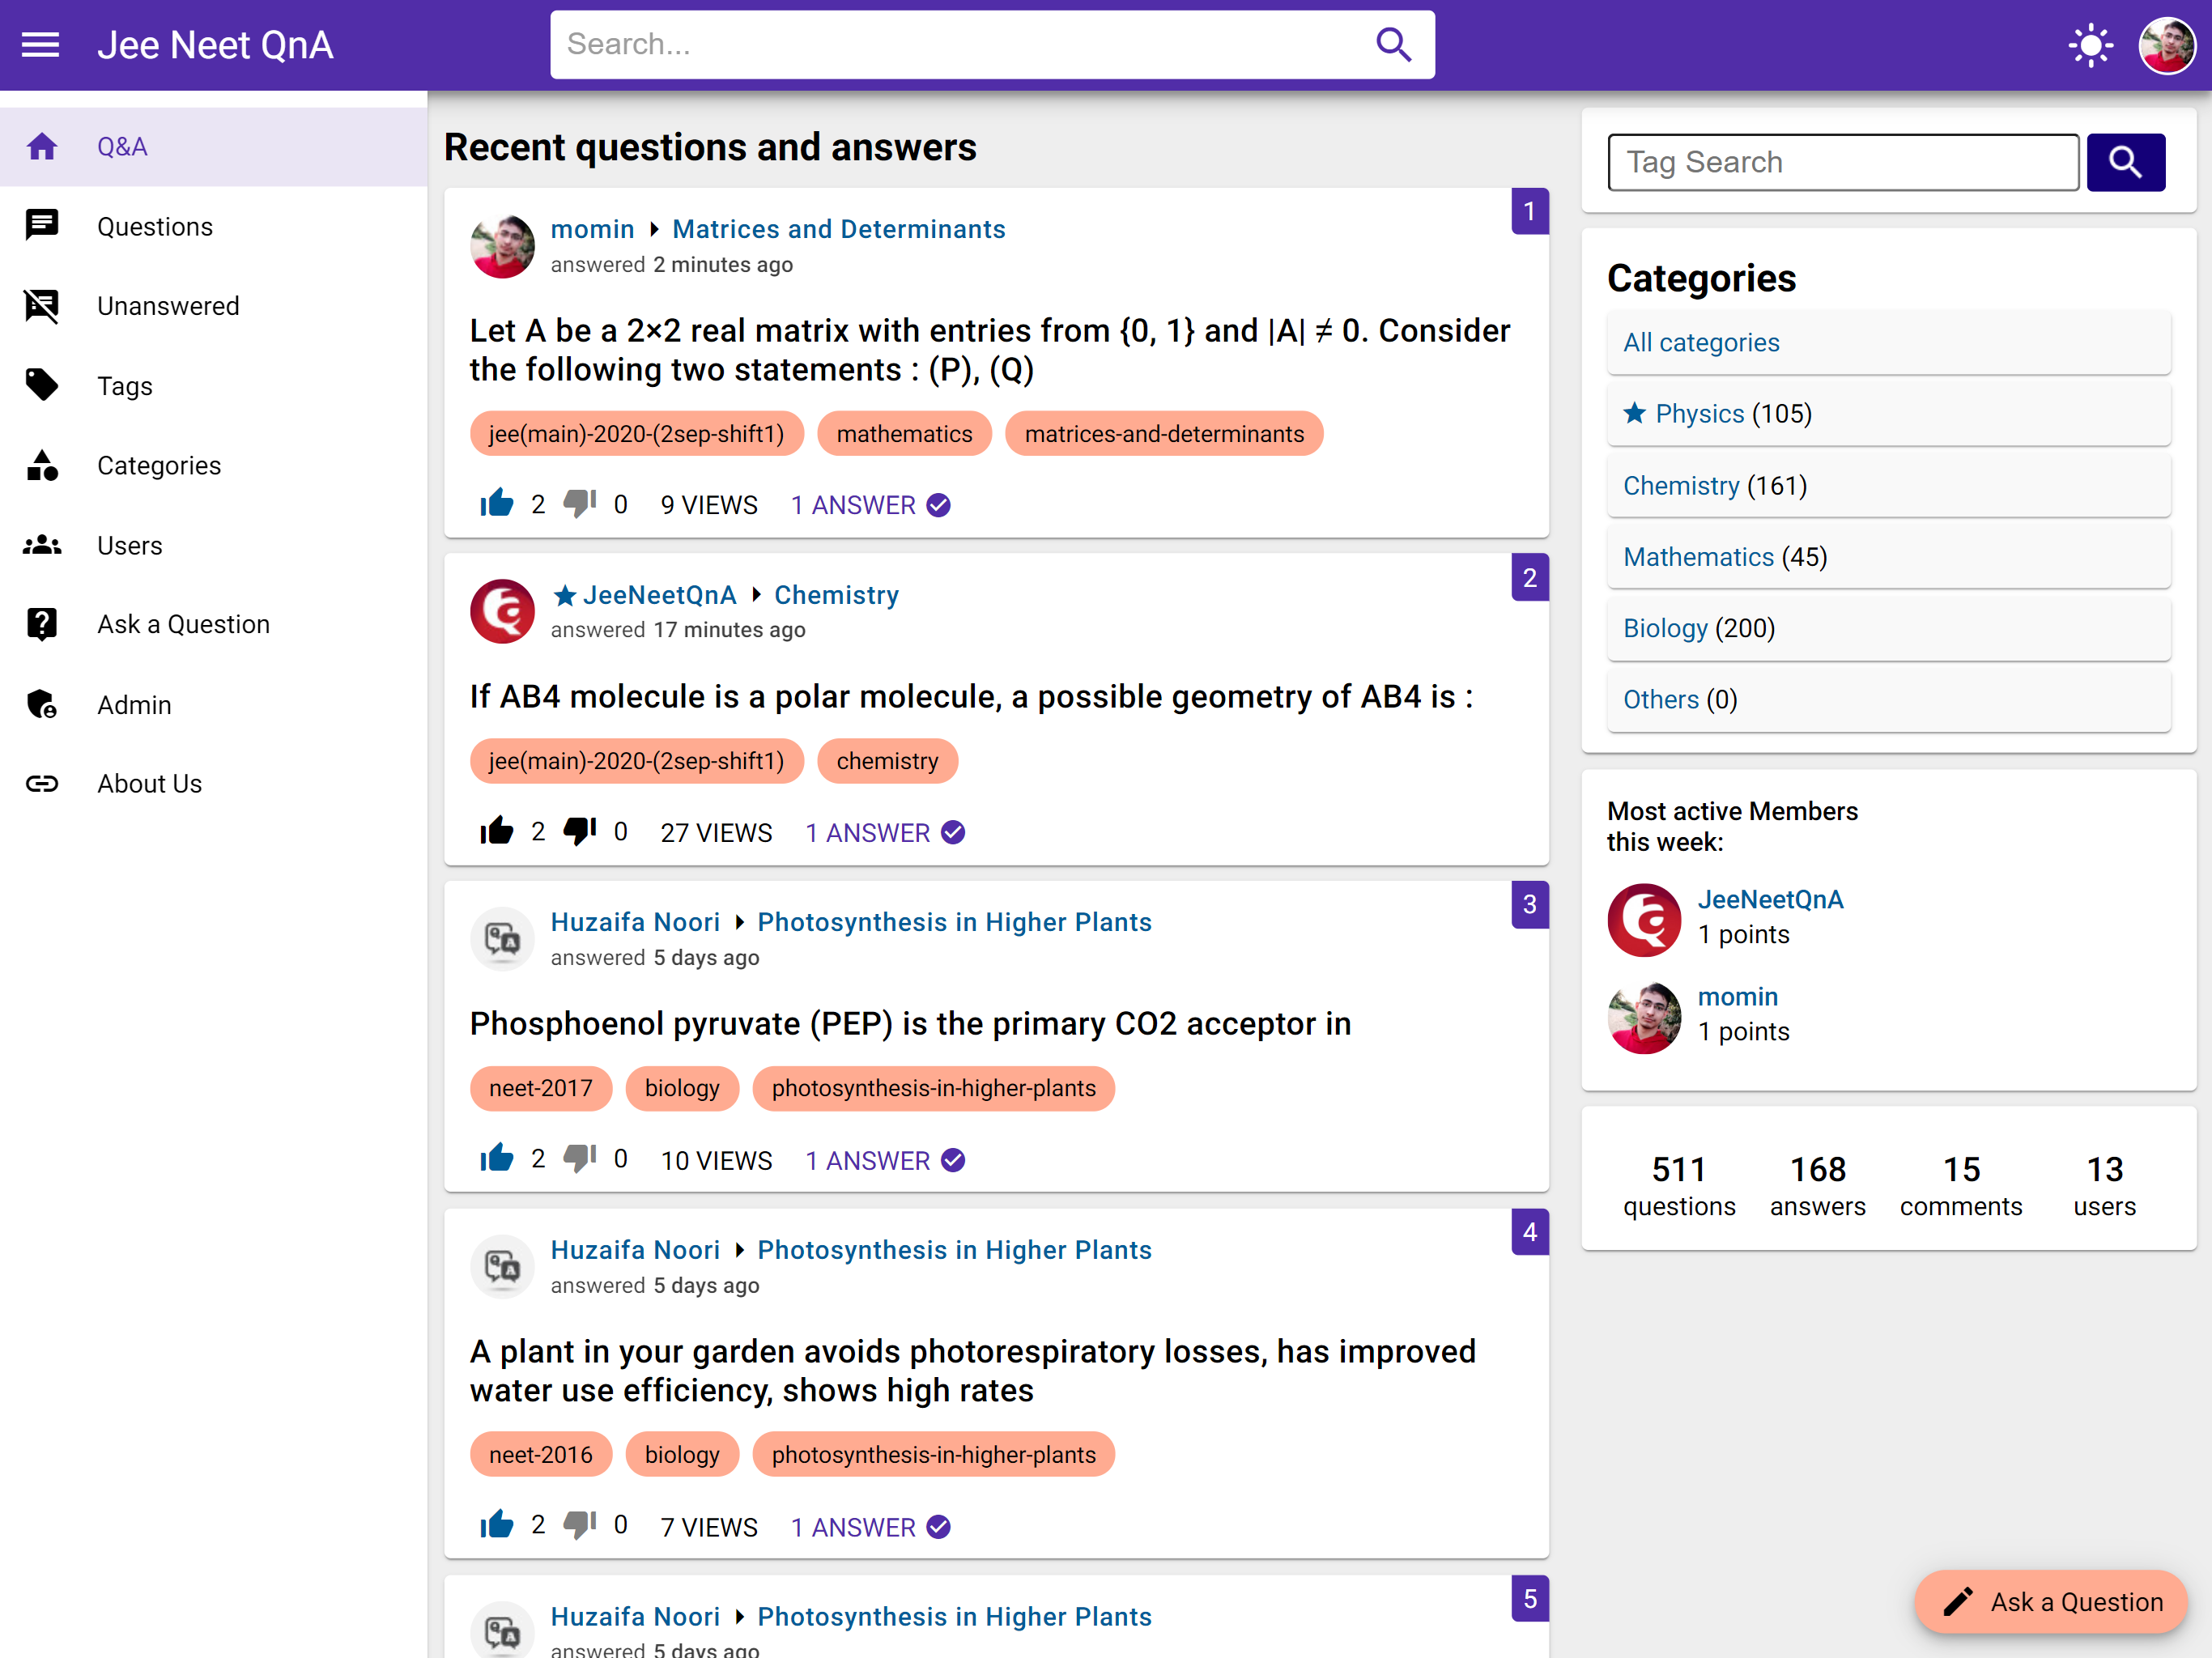 Jee Neet QnA
Search...
Q&A
Questions
Unanswered
Tags
Categories
Users
Ask a Question
Admin
About Us
Recent questions and answers
1
momin Matrices and Determinants
answered 2 minutes ago
Let A be a 2×2 real matrix with entries from {0, 1} and |A| ≠ 0. Consider
the following two statements : (P), (Q)
jee(main)-2020-(2sep-shift1) mathematics matrices-and-determinants
2 0 9 VIEWS 1 ANSWER
2
JeeNeetQnA Chemistry
answered 17 minutes ago
If AB4 molecule is a polar molecule, a possible geometry of AB4 is :
jee(main)-2020-(2sep-shift1) chemistry
2 0 27 VIEWS 1 ANSWER
3
Huzaifa Noori Photosynthesis in Higher Plants
answered 5 days ago
Phosphoenol pyruvate (PEP) is the primary CO2 acceptor in
neet-2017 biology photosynthesis-in-higher-plants
2 0 10 VIEWS 1 ANSWER
4
Huzaifa Noori Photosynthesis in Higher Plants
answered 5 days ago
A plant in your garden avoids photorespiratory losses, has improved
water use efficiency, shows high rates
neet-2016 biology photosynthesis-in-higher-plants
2 0 7 VIEWS 1 ANSWER
5
Huzaifa Noori Photosynthesis in Higher Plants
answered 5 days ago
Tag Search
Categories
All categories
Physics (105)
Chemistry (161)
Mathematics (45)
Biology (200)
Others (0)
Most active Members
this week:
JeeNeetQnA
1 points
momin
1 points
511 168 15 13
questions answers comments users
Ask a Question